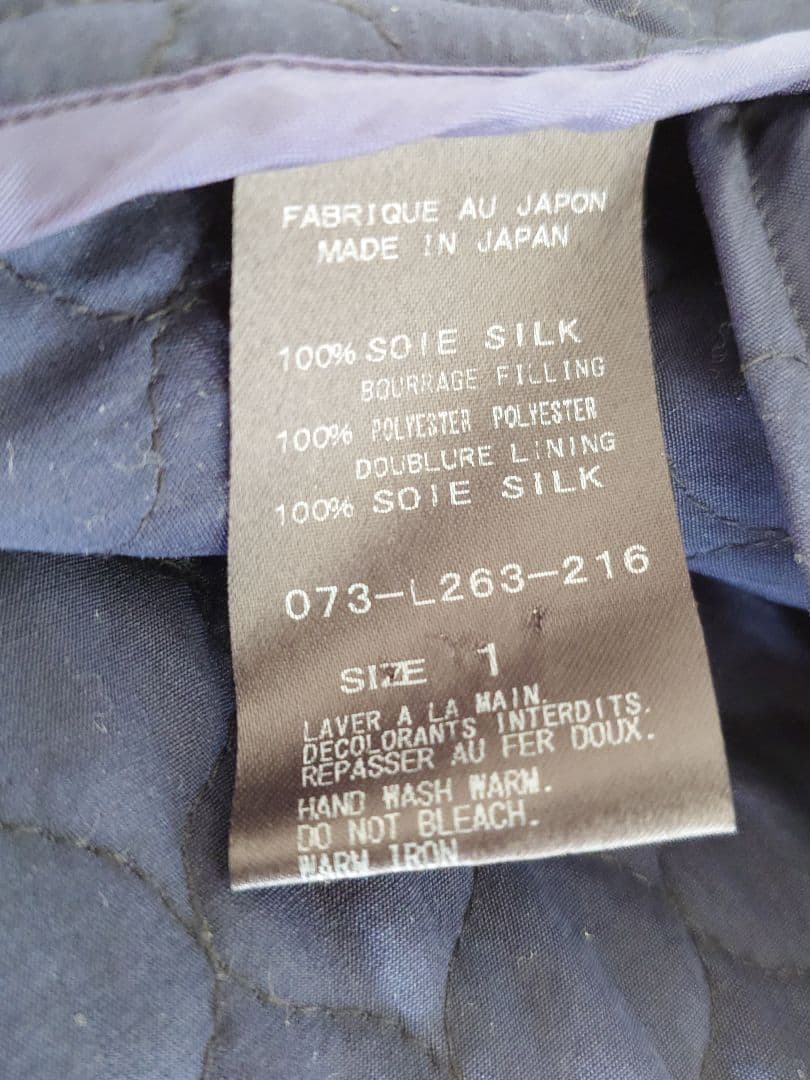 FABRIQUE AU JAPON
MADE IN JAPAN
100% SOIE SILK
BOURRAGE FILLING
100% POLYESTER POLYESTER
DOUBLURE LINING
100% SOIE SILK
073-L263-216
SIZE 1
LAVER A LA MAIN.
DECOLORANTS INTERDITS.
REPASSER AU FER DOUX.
HAND WASH WARM.
DO NOT BLEACH.
WARM IRON